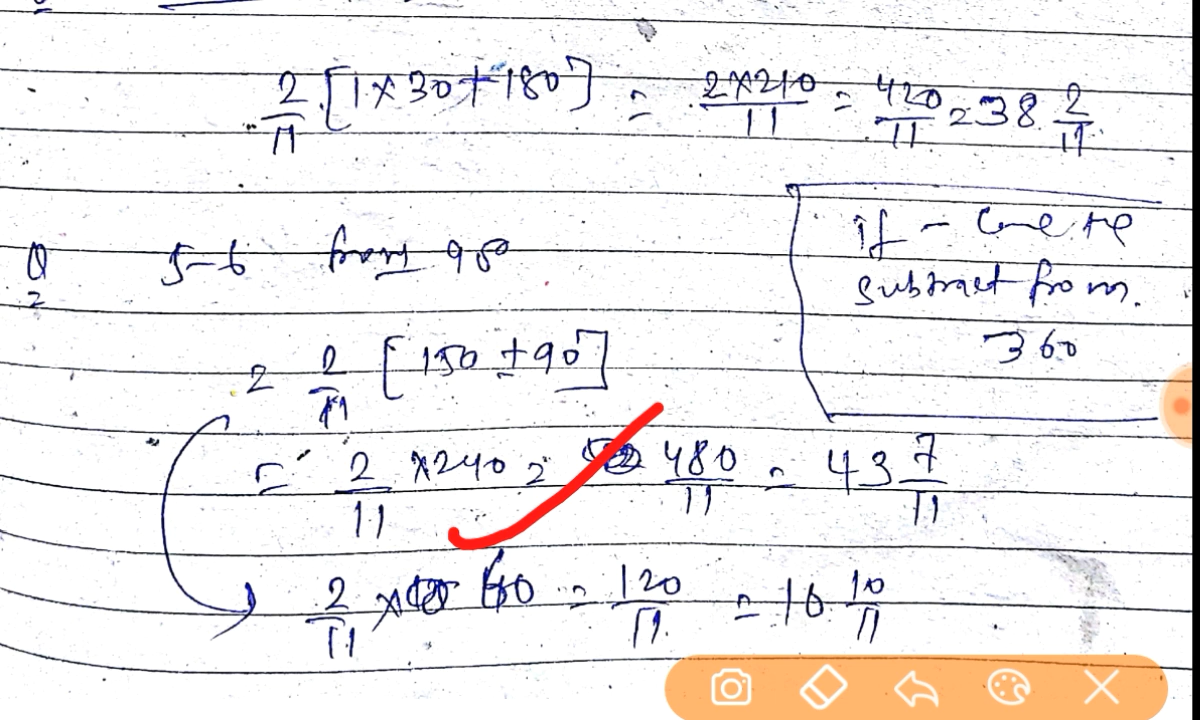 2/11 [1×30+180°] = 2×210/11 = 420/11 = 38 2/11
if - come the
subtract from.
360
Q 5-6 from 90°
= 2/11 [150 ± 90°]
= 2/11 ×240 = 480/11 = 43 7/11
2/11 × 60 = 120/11 = 10 10/11